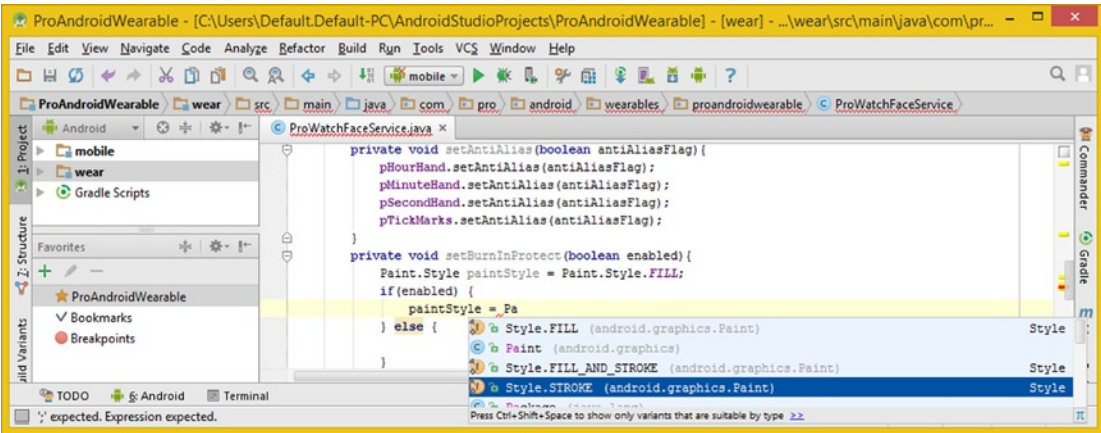 ProAndroidWearable - [C:\Users\Default.Default-PC\AndroidStudioProjects\ProAndroidWearable] - [wear] - ...\wear\src\main\java\com\pr...
File Edit View Navigate Code Analyze Refactor Build Run Tools VCS Window Help
mobile
ProAndroidWearable wear src main java com pro android wearables proandroidwearable ProWatchFaceService
1: Project
Android
mobile
wear
Gradle Scripts
7: Structure
Favorites
ProAndroidWearable
Bookmarks
Breakpoints
ProWatchFaceService.java
private void setAntiAlias(boolean antiAliasFlag){
pHourHand.setAntiAlias(antiAliasFlag);
pMinuteHand.setAntiAlias(antiAliasFlag);
pSecondHand.setAntiAlias(antiAliasFlag);
pTickMarks.setAntiAlias(antiAliasFlag);
}
private void setBurnInProtect(boolean enabled){
Paint.Style paintStyle = Paint.Style.FILL;
if(enabled) {
paintStyle = Pa
} else {
}
Style.FILL (android.graphics.Paint) Style
Paint (android.graphics)
Style.FILL_AND_STROKE (android.graphics.Paint) Style
Style.STROKE (android.graphics.Paint) Style
Package (java.lang)
Press Ctrl+Shift+Space to show only variants that are suitable by type >>
Commander
Gradle
m
Variants
TODO 6: Android Terminal
';' expected. Expression expected.